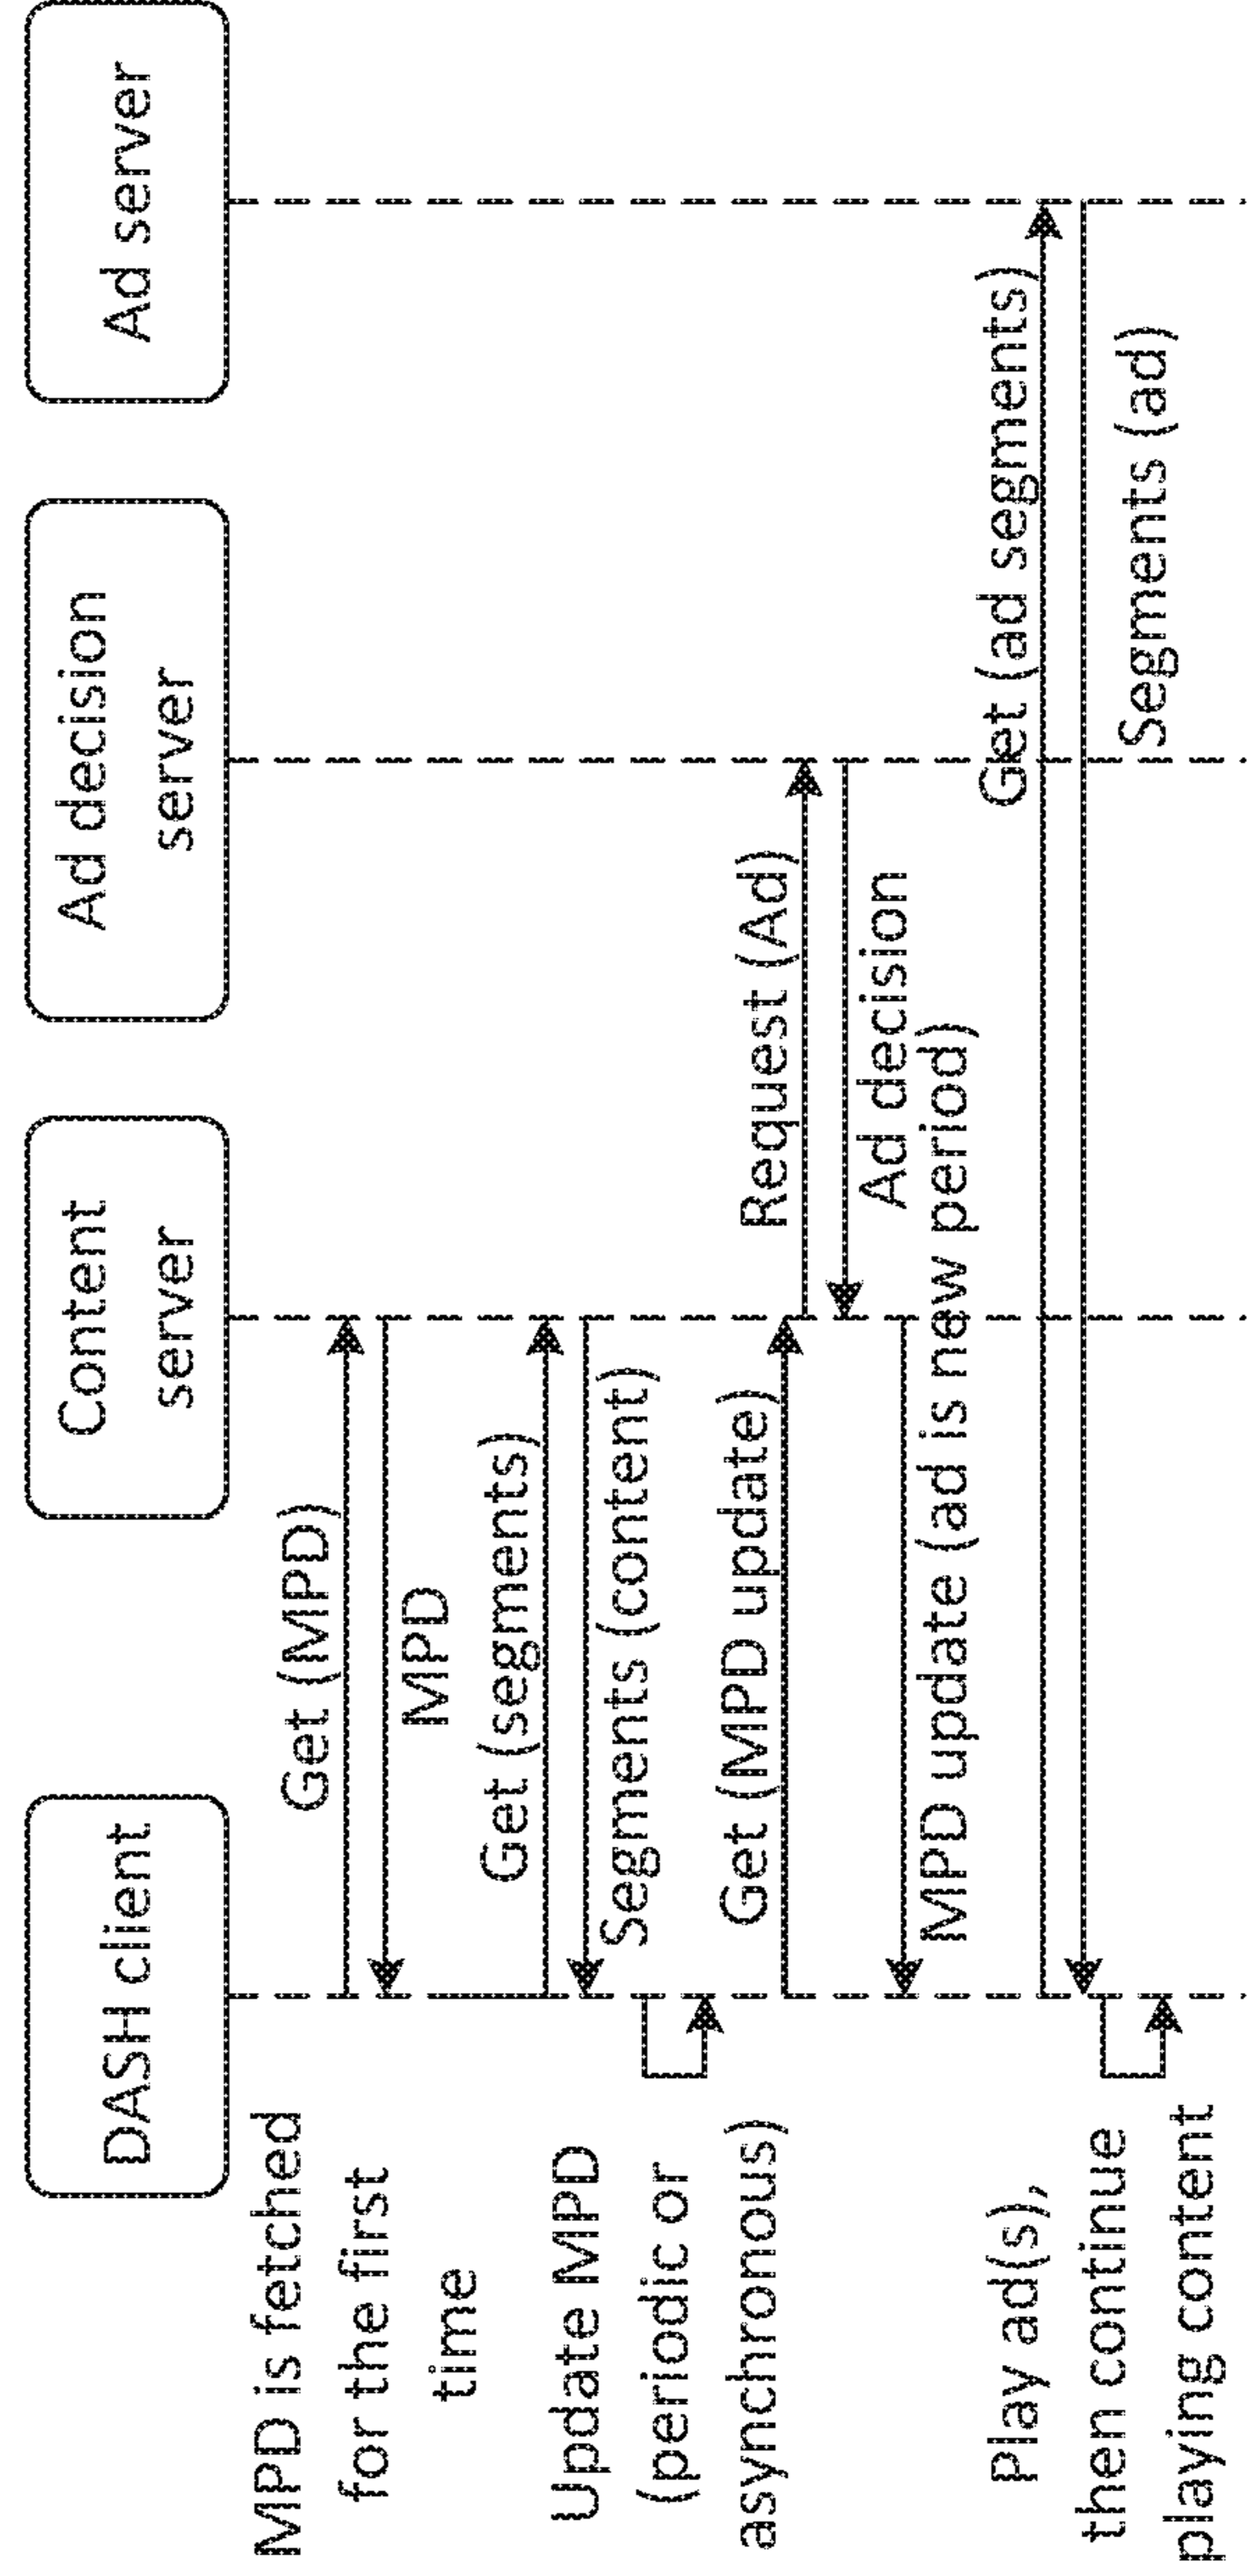 DASH client
Content
server
Ad decision
server
Ad server
MPD is fetched
for the first
time
Get (MPD)
MPD
Get (segments)
Segments (content)
Update MPD
(periodic or
asynchronous)
Get (MPD update)
Request (Ad)
Ad decision
MPD update (ad is new period)
Get (ad segments)
Segments (ad)
Play ad(s),
then continue
playing content